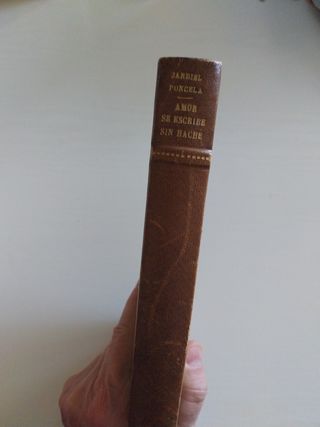 JARDIEL
PONCELA
AMOR
SE ESCRIBE
SIN HACHE